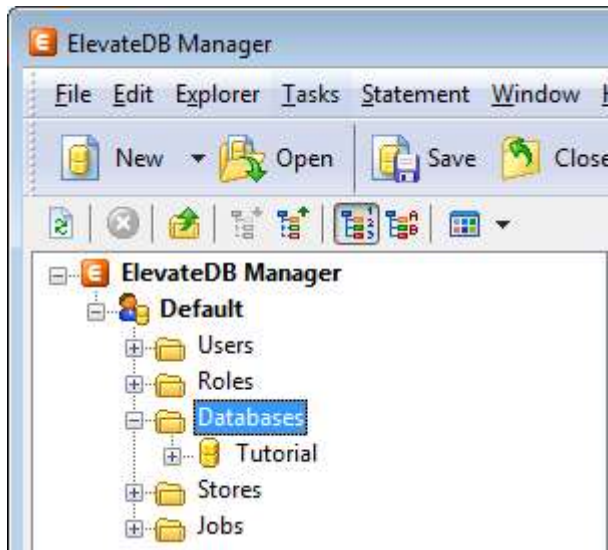 ElevateDB Manager
File Edit Explorer Tasks Statement Window
New Open Save Close
ElevateDB Manager
Default
Users
Roles
Databases
Tutorial
Stores
Jobs